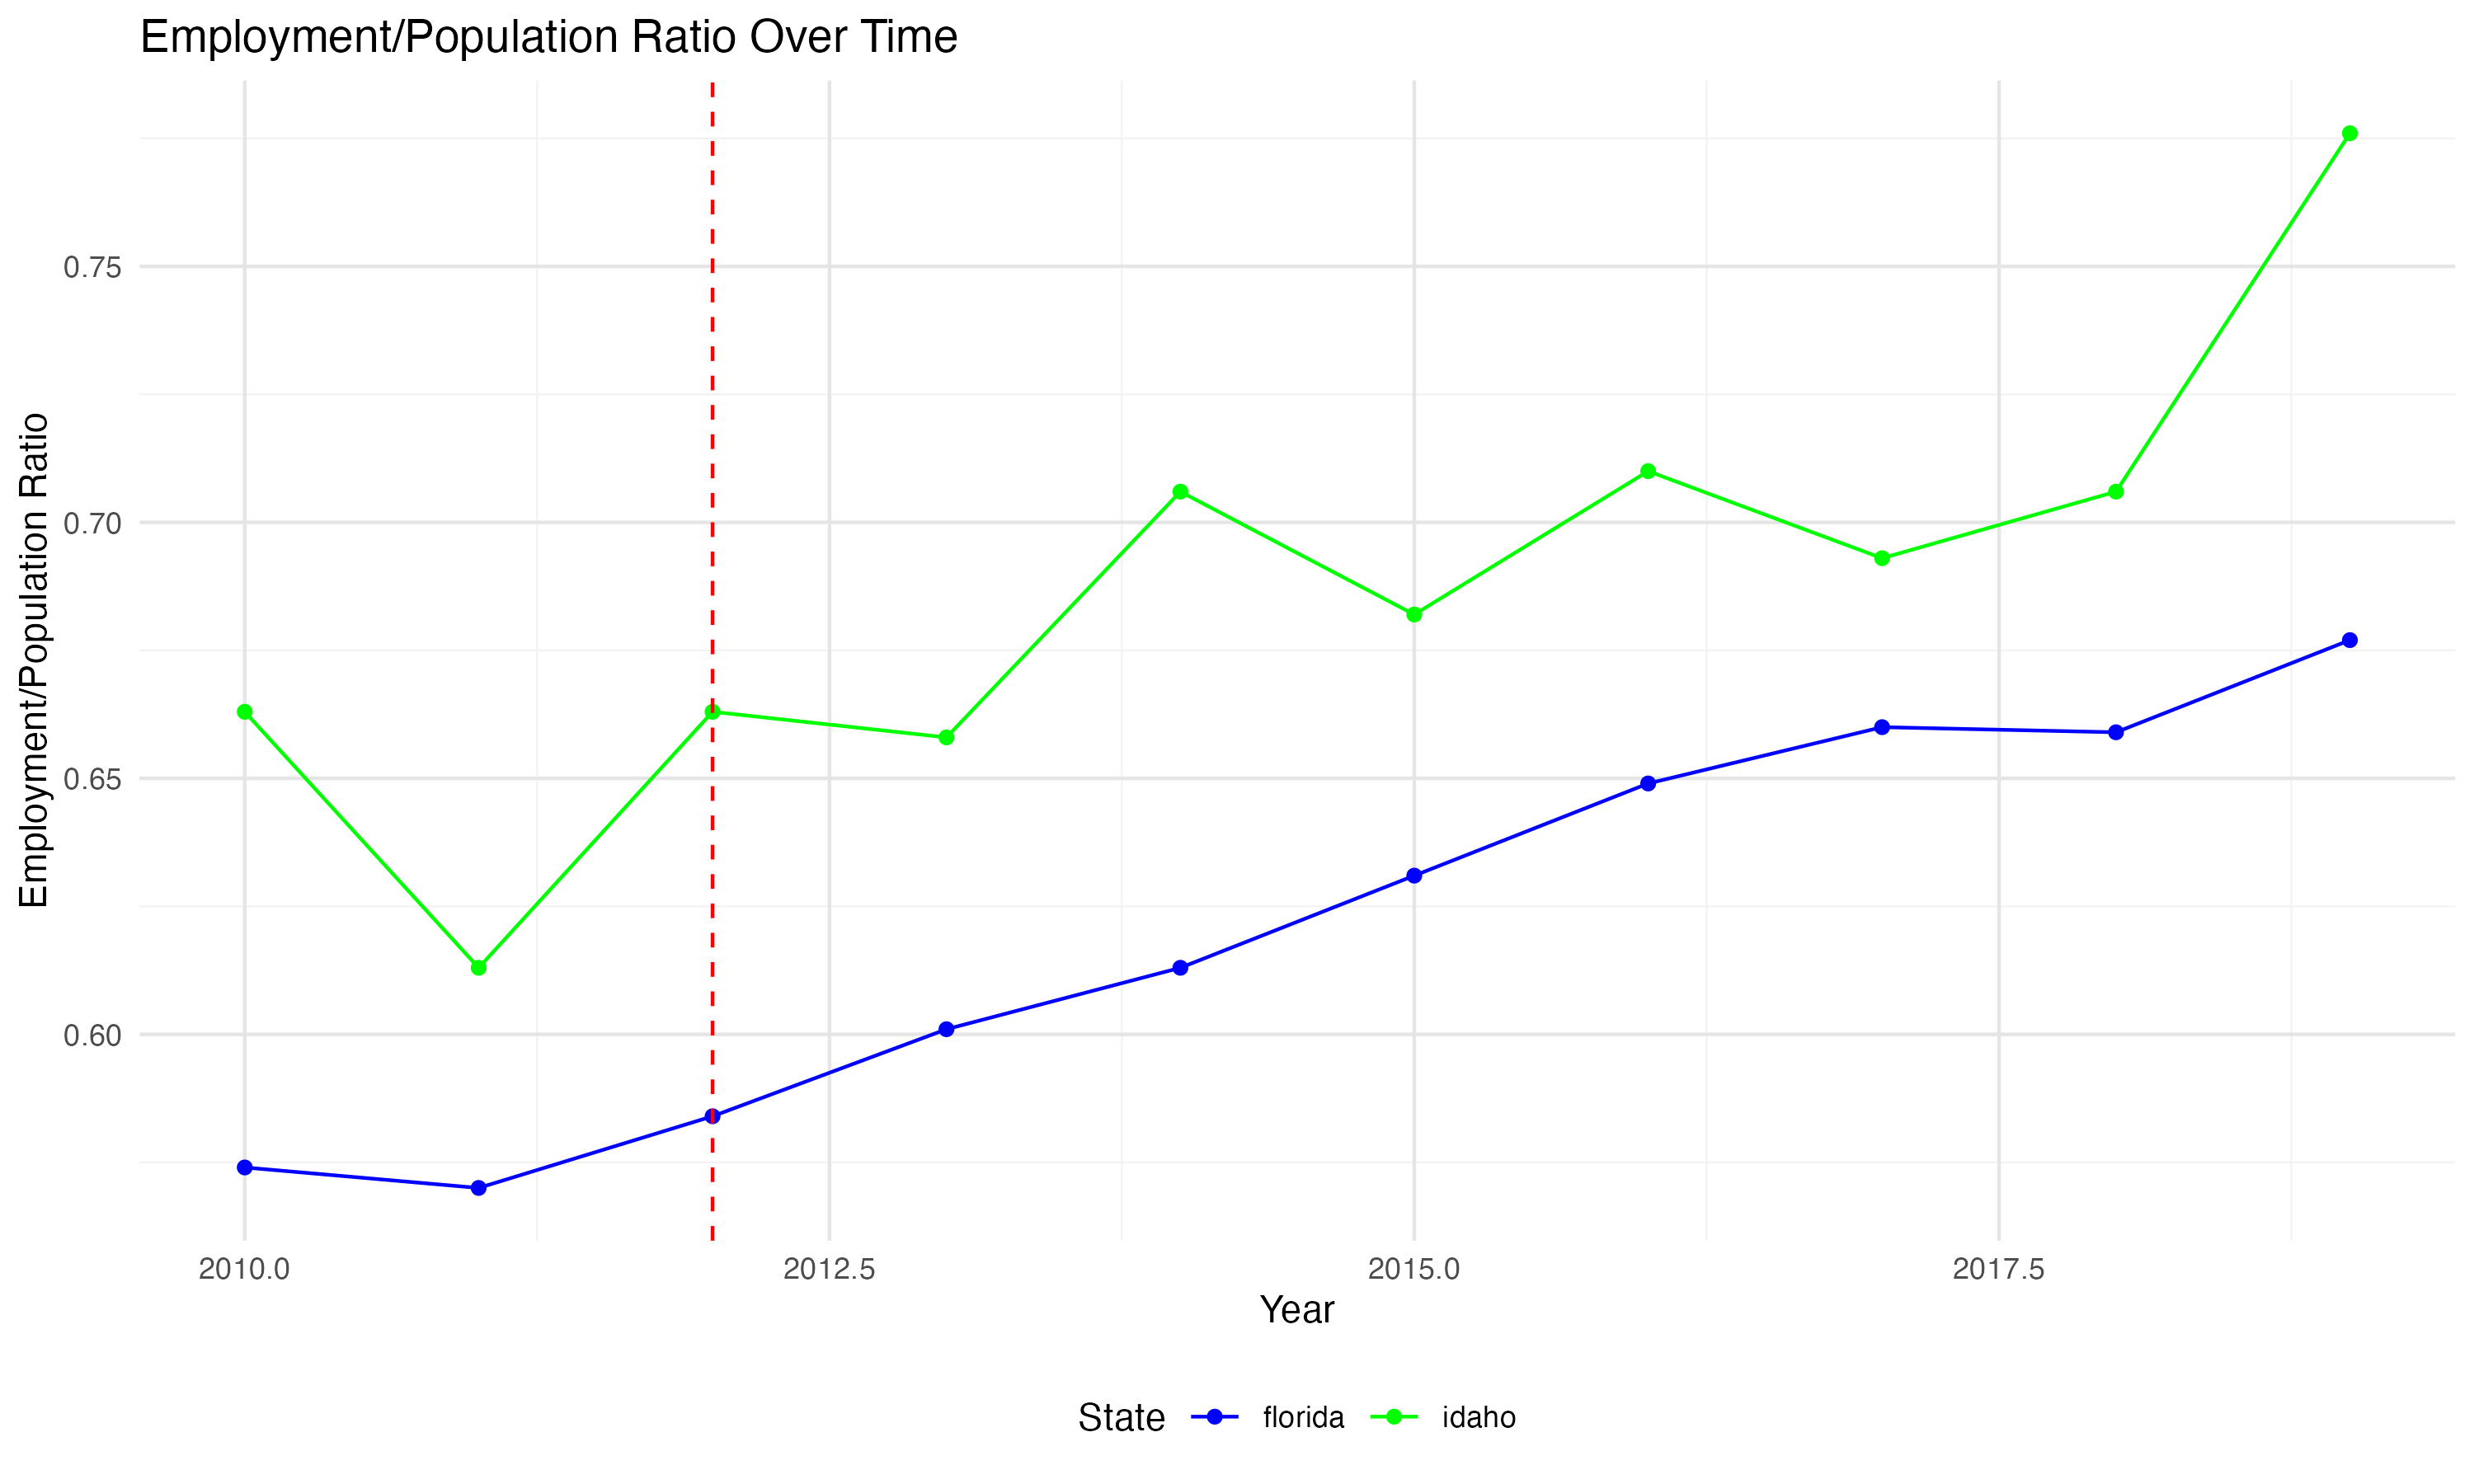 Employment/Population Ratio Over Time
Employment/Population Ratio
0.75
0.70
0.65
0.60
2010.0 2012.5 2015.0 2017.5
Year
State florida idaho